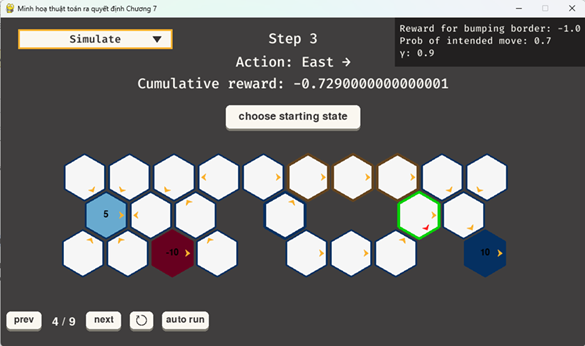 Minh hoạ thuật toán ra quyết định Chương 7
Simulate
Step 3
Action: East →
Cumulative reward: -0.7290000000000001
Reward for bumping border: -1.0
Prob of intended move: 0.7
γ: 0.9
choose starting state
5
-10
10
prev
4 / 9
next
auto run